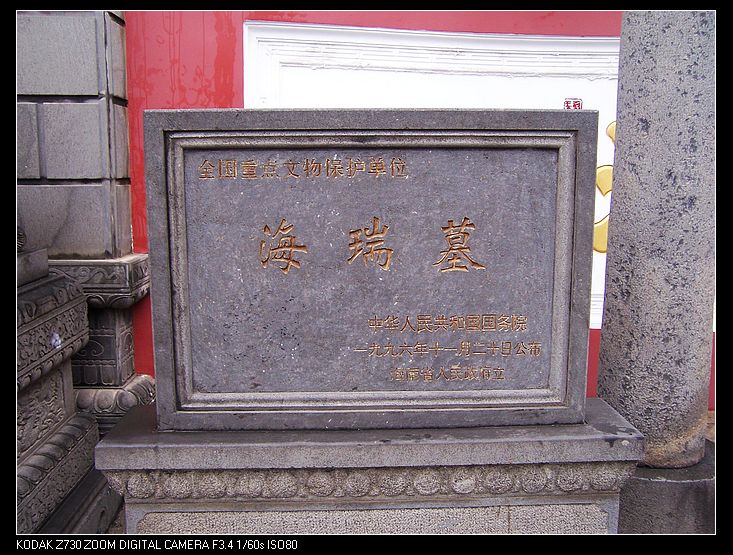 全国重点文物保护单位
海瑞墓
中华人民共和国国务院
一九九六年十一月二十日公布
海南省人民政府立
KODAK Z730 ZOOM DIGITAL CAMERA F3.4 1/60s ISO80